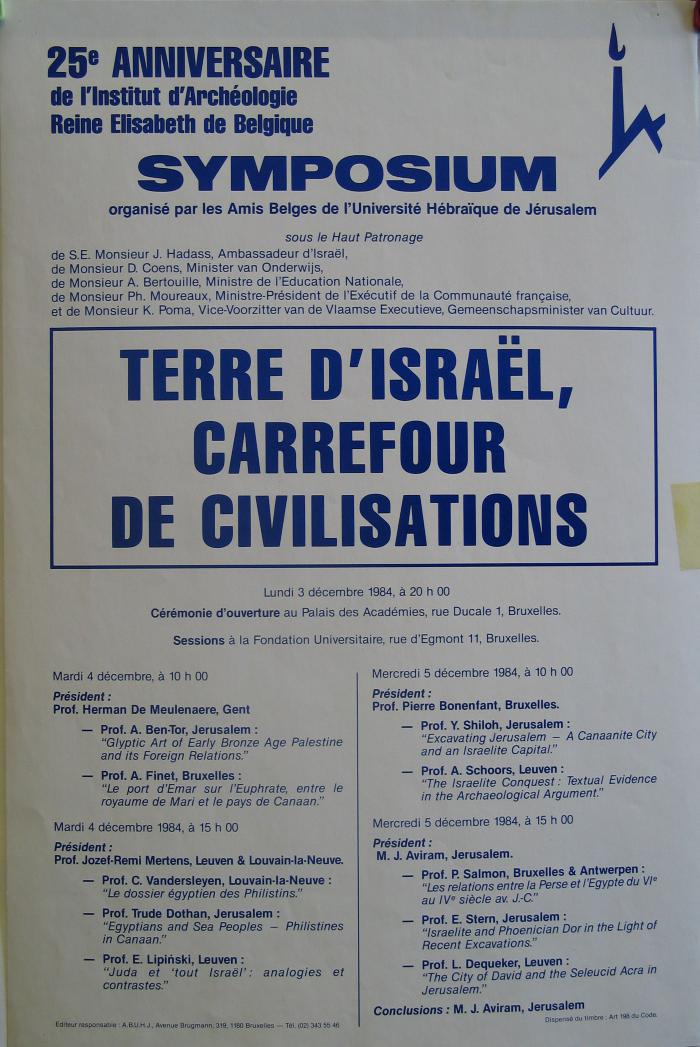 25e ANNIVERSAIRE
de l'Institut d'Archéologie
Reine Elisabeth de Belgique
SYMPOSIUM
organisé par les Amis Belges de l'Université Hébraïque de Jérusalem
sous le Haut Patronage
de S.E. Monsieur J. Hadass, Ambassadeur d'Israël,
de Monsieur D. Coens, Minister van Onderwijs,
de Monsieur A. Bertouille, Ministre de l'Education Nationale,
de Monsieur Ph. Moureaux, Ministre-Président de l'Exécutif de la Communauté française,
et de Monsieur K. Poma, Vice-Voorzitter van de Vlaamse Executieve, Gemeenschapsminister van Cultuur.
TERRE D'ISRAËL,
CARREFOUR
DE CIVILISATIONS
Lundi 3 décembre 1984, à 20 h 00
Cérémonie d'ouverture au Palais des Académies, rue Ducale 1, Bruxelles.
Sessions à la Fondation Universitaire, rue d'Egmont 11, Bruxelles.
Mardi 4 décembre, à 10 h 00
Président :
Prof. Herman De Meulenaere, Gent
— Prof. A. Ben-Tor, Jerusalem :
"Glyptic Art of Early Bronze Age Palestine
and its Foreign Relations."
— Prof. A. Finet, Bruxelles :
"Le port d'Emar sur l'Euphrate, entre le
royaume de Mari et le pays de Canaan."
Mardi 4 décembre 1984, à 15 h 00
Président :
Prof. Jozef-Remi Mertens, Leuven & Louvain-la-Neuve.
— Prof. C. Vandersleyen, Louvain-la-Neuve :
"Le dossier égyptien des Philistins."
— Prof. Trude Dothan, Jerusalem :
"Egyptians and Sea Peoples – Philistines
in Canaan."
— Prof. E. Lipiński, Leuven :
"Juda et 'tout Israël' : analogies et
contrastes."
Editeur responsable : A.B.U.H.J., Avenue Brugmann, 319, 1180 Bruxelles — Tél. (02) 343 55 46
Mercredi 5 décembre 1984, à 10 h 00
Président :
Prof. Pierre Bonenfant, Bruxelles.
— Prof. Y. Shiloh, Jerusalem :
"Excavating Jerusalem – A Canaanite City
and an Israelite Capital."
— Prof. A. Schoors, Leuven :
"The Israelite Conquest : Textual Evidence
in the Archaeological Argument."
Mercredi 5 décembre 1984, à 15 h 00
Président :
M. J. Aviram, Jerusalem.
— Prof. P. Salmon, Bruxelles & Antwerpen :
"Les relations entre la Perse et l'Egypte du VIe
au IVe siècle av. J.-C."
— Prof. E. Stern, Jerusalem :
"Israelite and Phoenician Dor in the Light of
Recent Excavations."
— Prof. L. Dequeker, Leuven :
"The City of David and the Seleucid Acra in
Jerusalem."
Conclusions : M. J. Aviram, Jerusalem
Dispensé du timbre : Art 198 du Code.